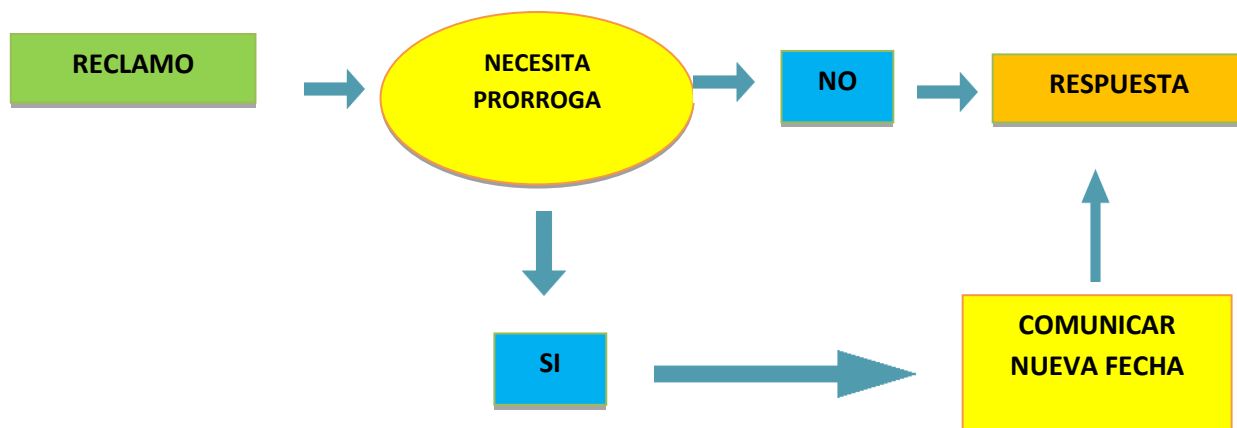 RECLAMO
NECESITA
PRORROGA
NO
RESPUESTA
SI
COMUNICAR
NUEVA FECHA